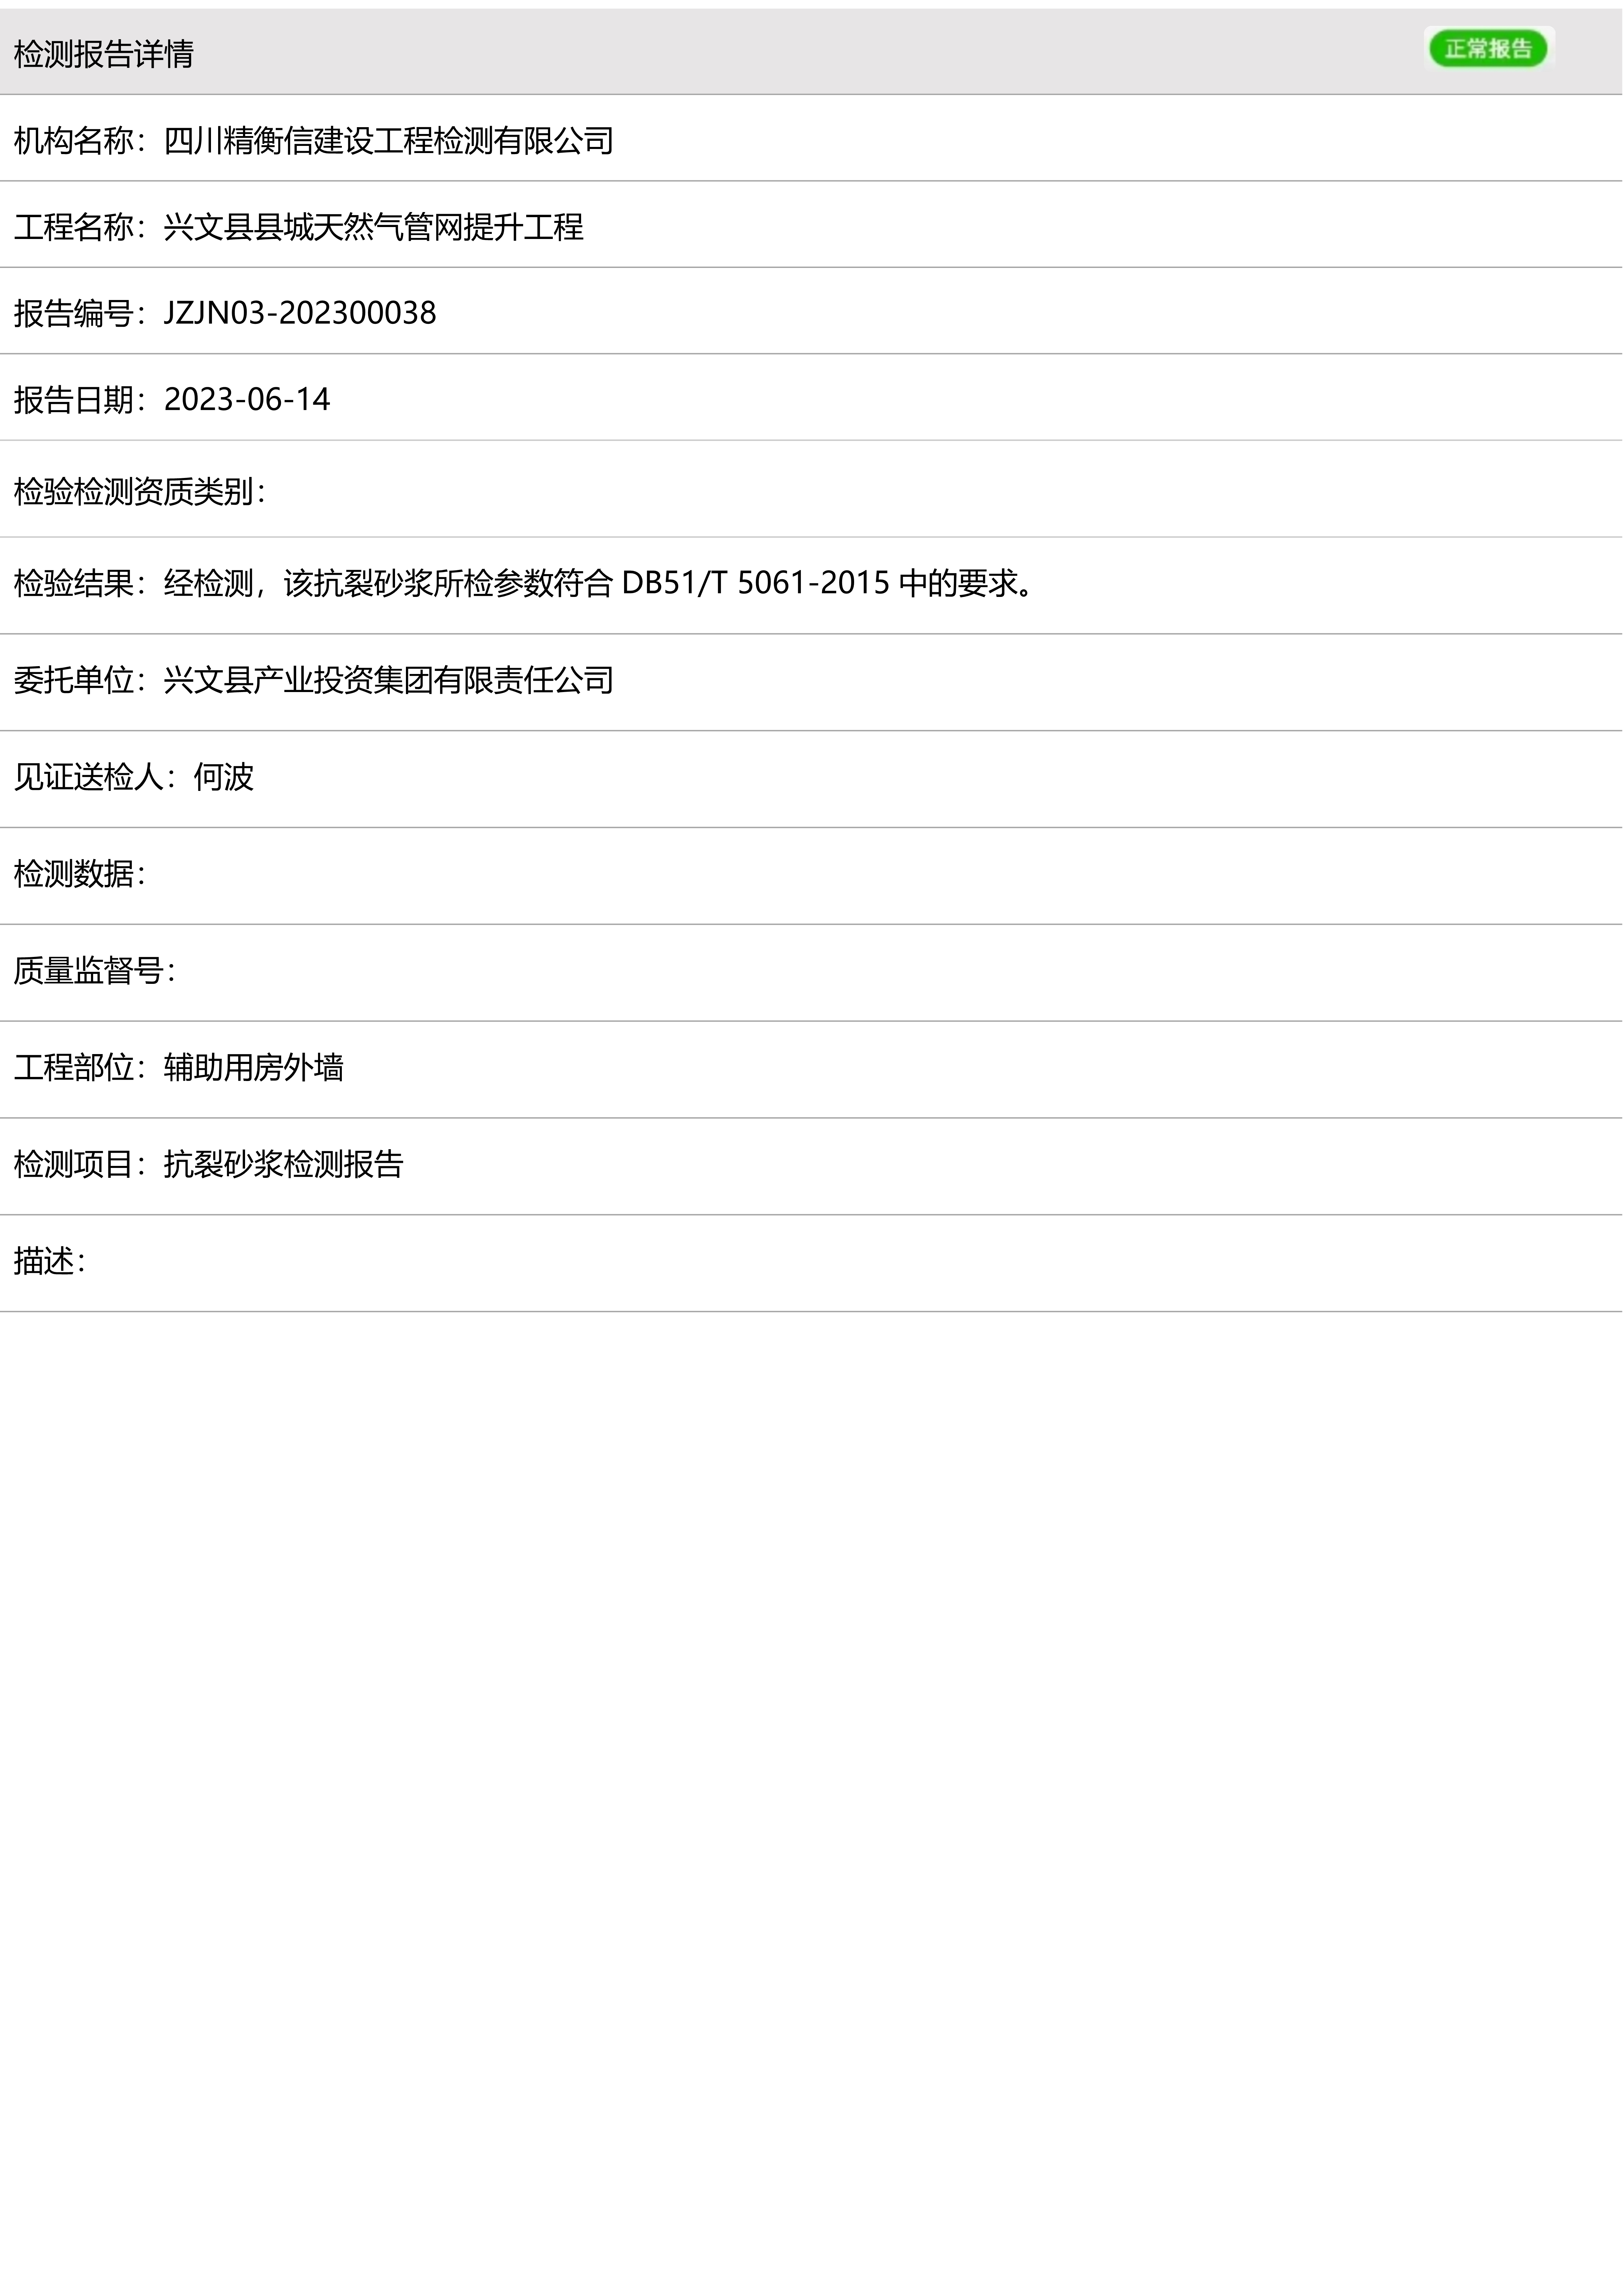 检测报告详情
正常报告
机构名称：四川精衡信建设工程检测有限公司
工程名称：兴文县县城天然气管网提升工程
报告编号：JZJN03-202300038
报告日期：2023-06-14
检验检测资质类别：
检验结果：经检测，该抗裂砂浆所检参数符合 DB51/T 5061-2015 中的要求。
委托单位：兴文县产业投资集团有限责任公司
见证送检人：何波
检测数据：
质量监督号：
工程部位：辅助用房外墙
检测项目：抗裂砂浆检测报告
描述：